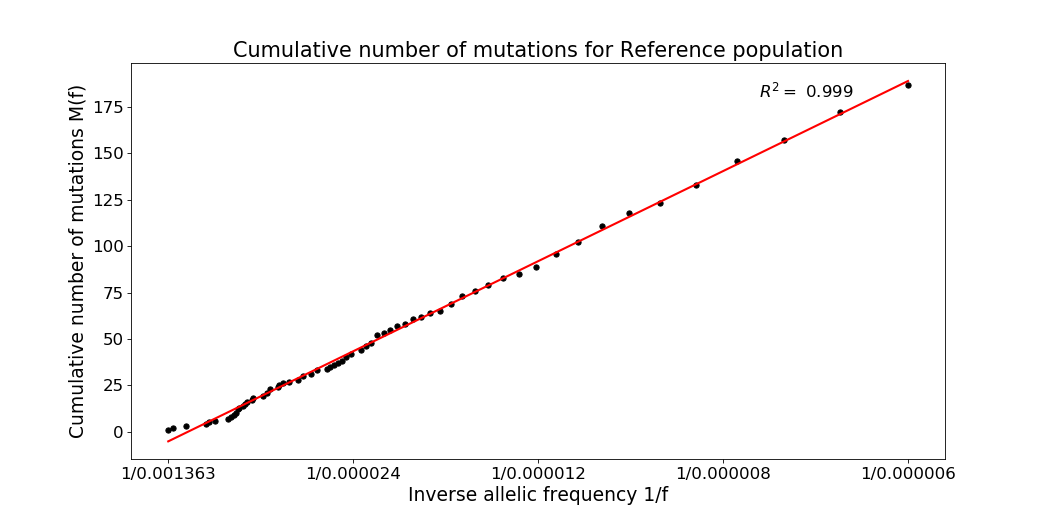 Cumulative number of mutations for Reference population
R² = 0.999
Cumulative number of mutations M(f)
175
150
125
100
75
50
25
0
1/0.001363 1/0.000024 1/0.000012 1/0.000008 1/0.000006
Inverse allelic frequency 1/f